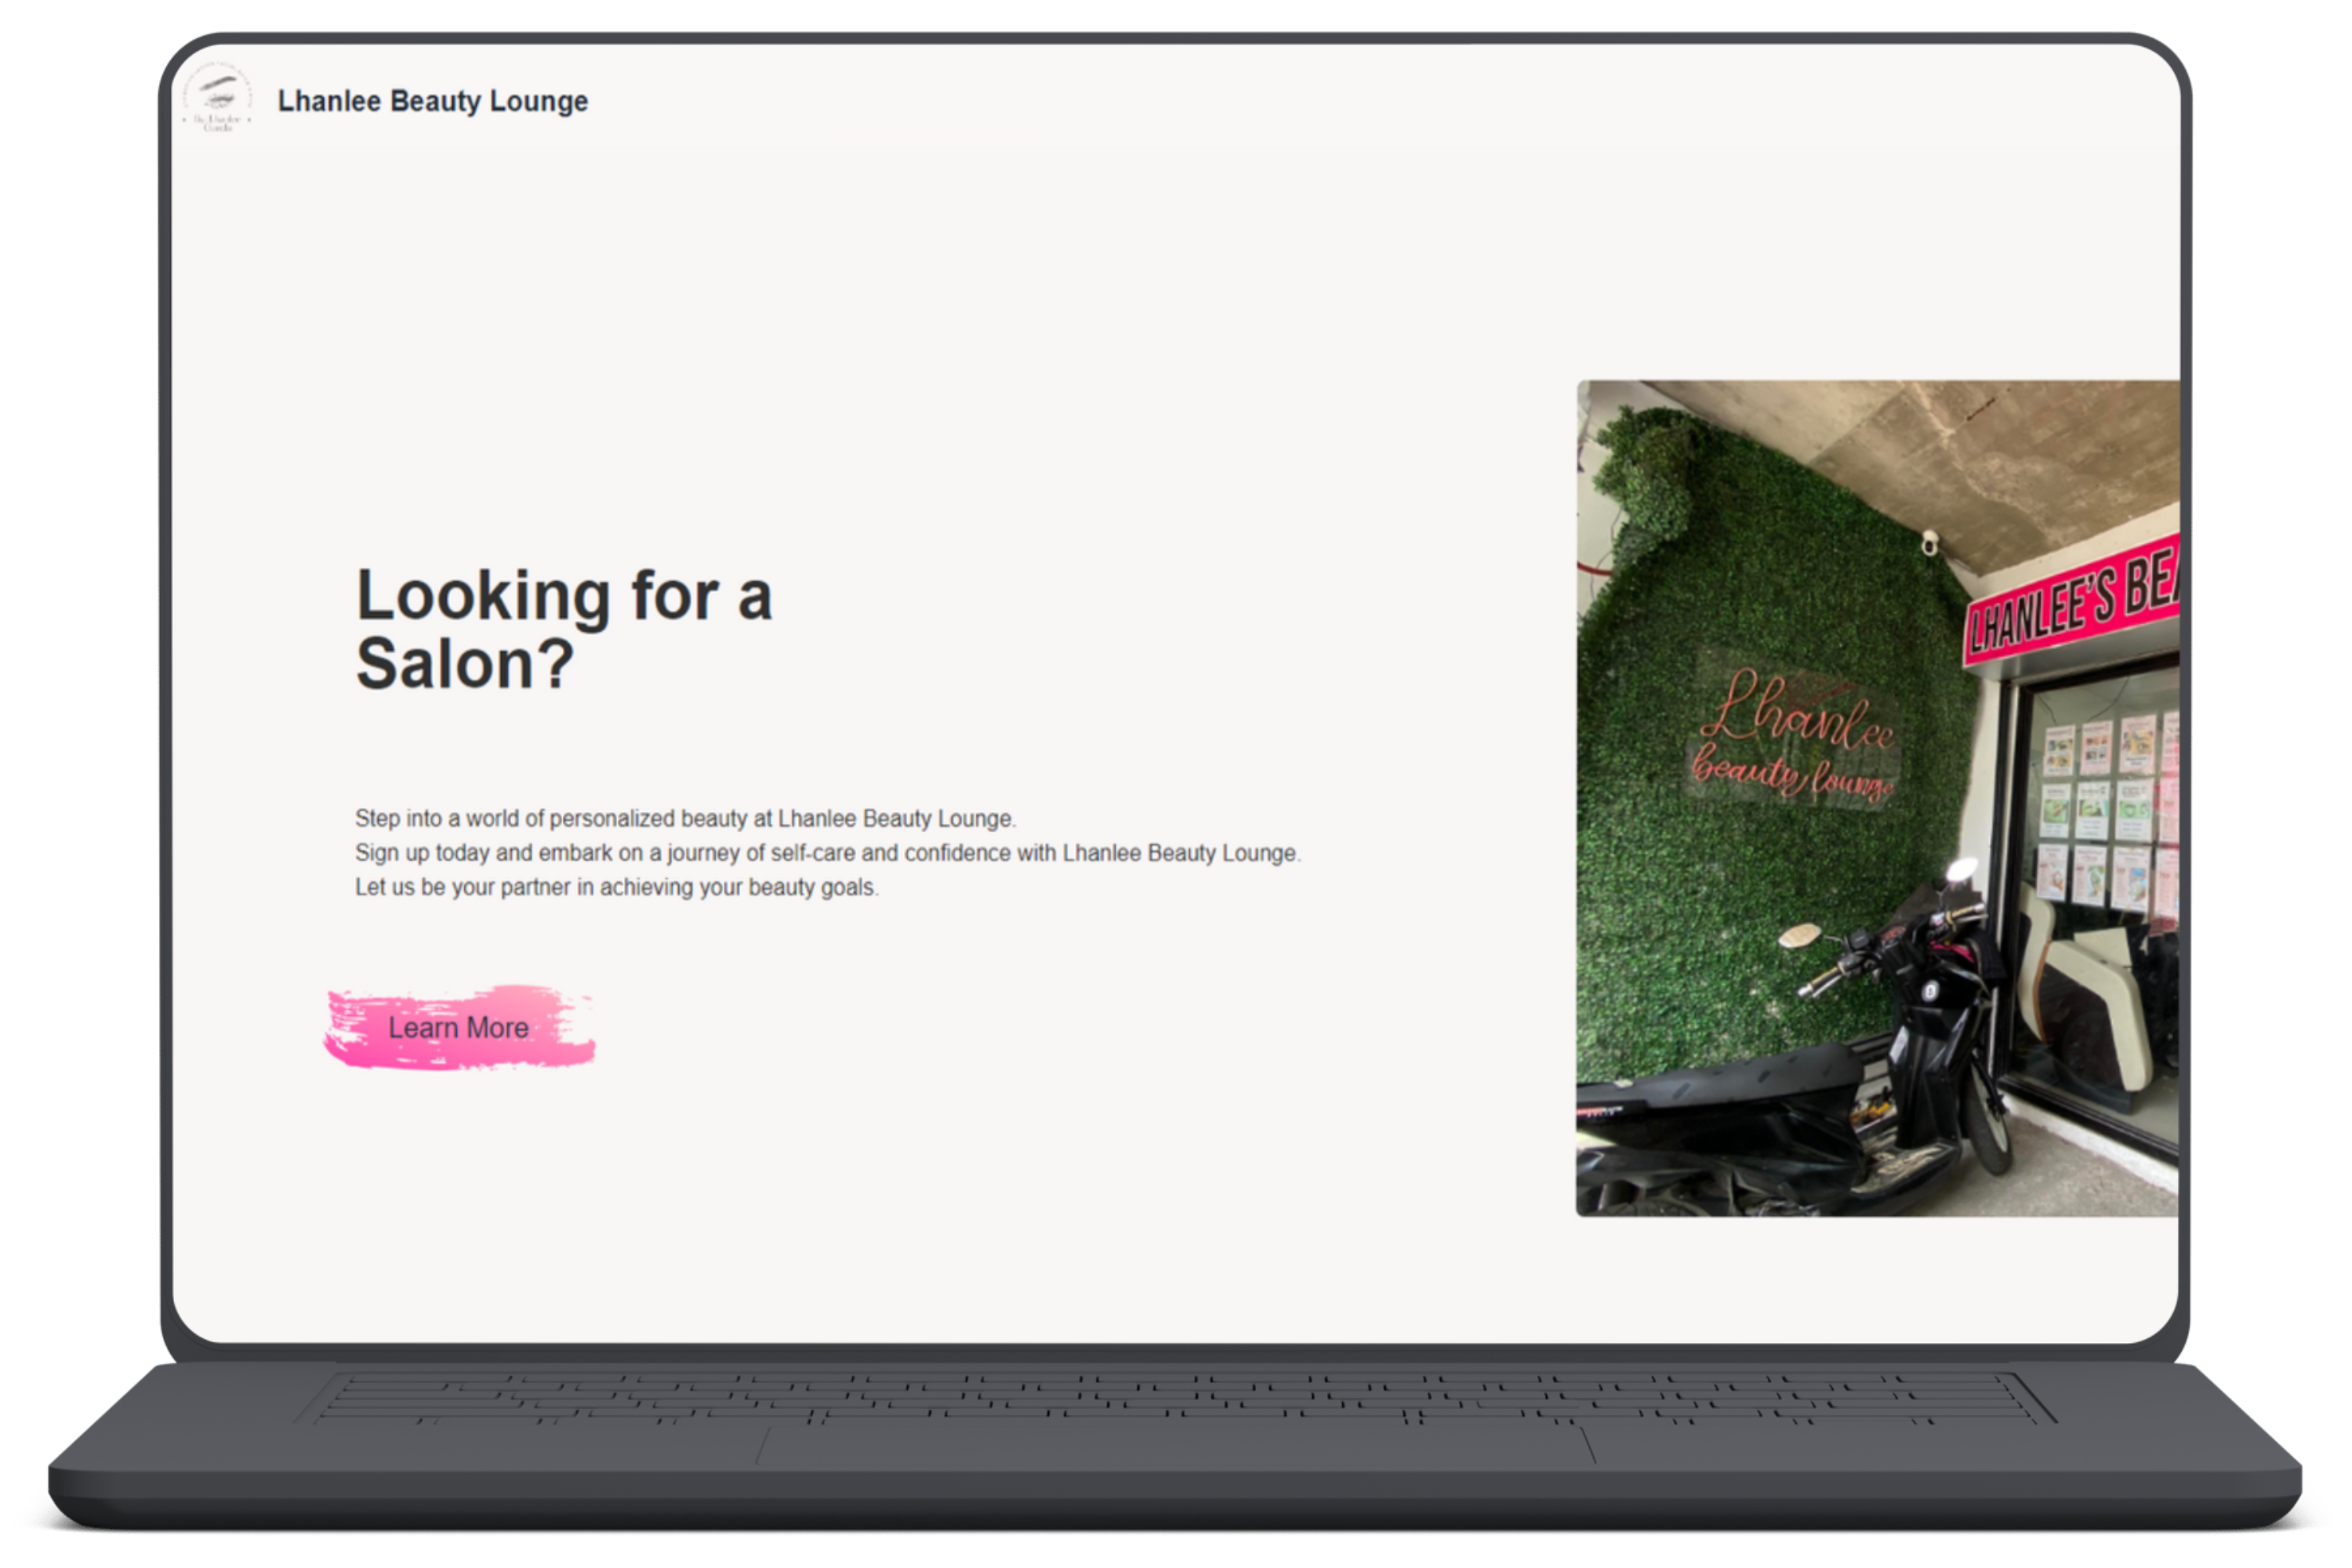 Lhanlee Beauty Lounge
Looking for a
Salon?
Step into a world of personalized beauty at Lhanlee Beauty Lounge.
Sign up today and embark on a journey of self-care and confidence with Lhanlee Beauty Lounge.
Let us be your partner in achieving your beauty goals.
Learn More
LHANLEE'S BEA
Lhanlee
beauty lounge